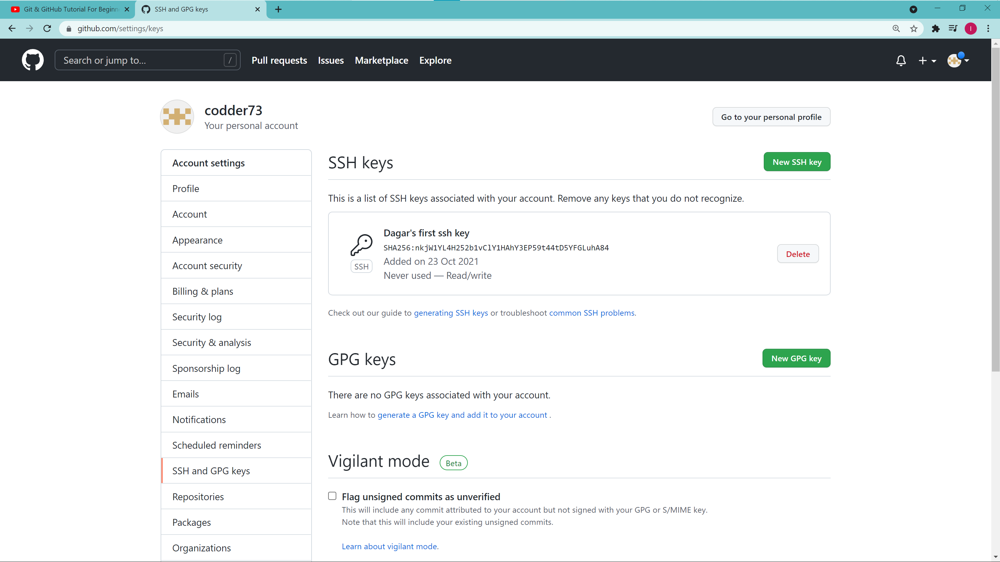 Git & GitHub Tutorial For Beginn
SSH and GPG keys
github.com/settings/keys
I
Search or jump to...
/
Pull requests
Issues
Marketplace
Explore
codder73
Your personal account
Go to your personal profile
Account settings
Profile
Account
Appearance
Account security
Billing & plans
Security log
Security & analysis
Sponsorship log
Emails
Notifications
Scheduled reminders
SSH and GPG keys
Repositories
Packages
Organizations
SSH keys
New SSH key
This is a list of SSH keys associated with your account. Remove any keys that you do not recognize.
Dagar's first ssh key
SHA256:nkjW1YL4H252b1vClY1HAhY3EP59t44tD5YFGLuhA84
SSH
Added on 23 Oct 2021
Never used — Read/write
Delete
Check out our guide to generating SSH keys or troubleshoot common SSH problems.
GPG keys
New GPG key
There are no GPG keys associated with your account.
Learn how to generate a GPG key and add it to your account .
Vigilant mode
Beta
Flag unsigned commits as unverified
This will include any commit attributed to your account but not signed with your GPG or S/MIME key.
Note that this will include your existing unsigned commits.
Learn about vigilant mode.